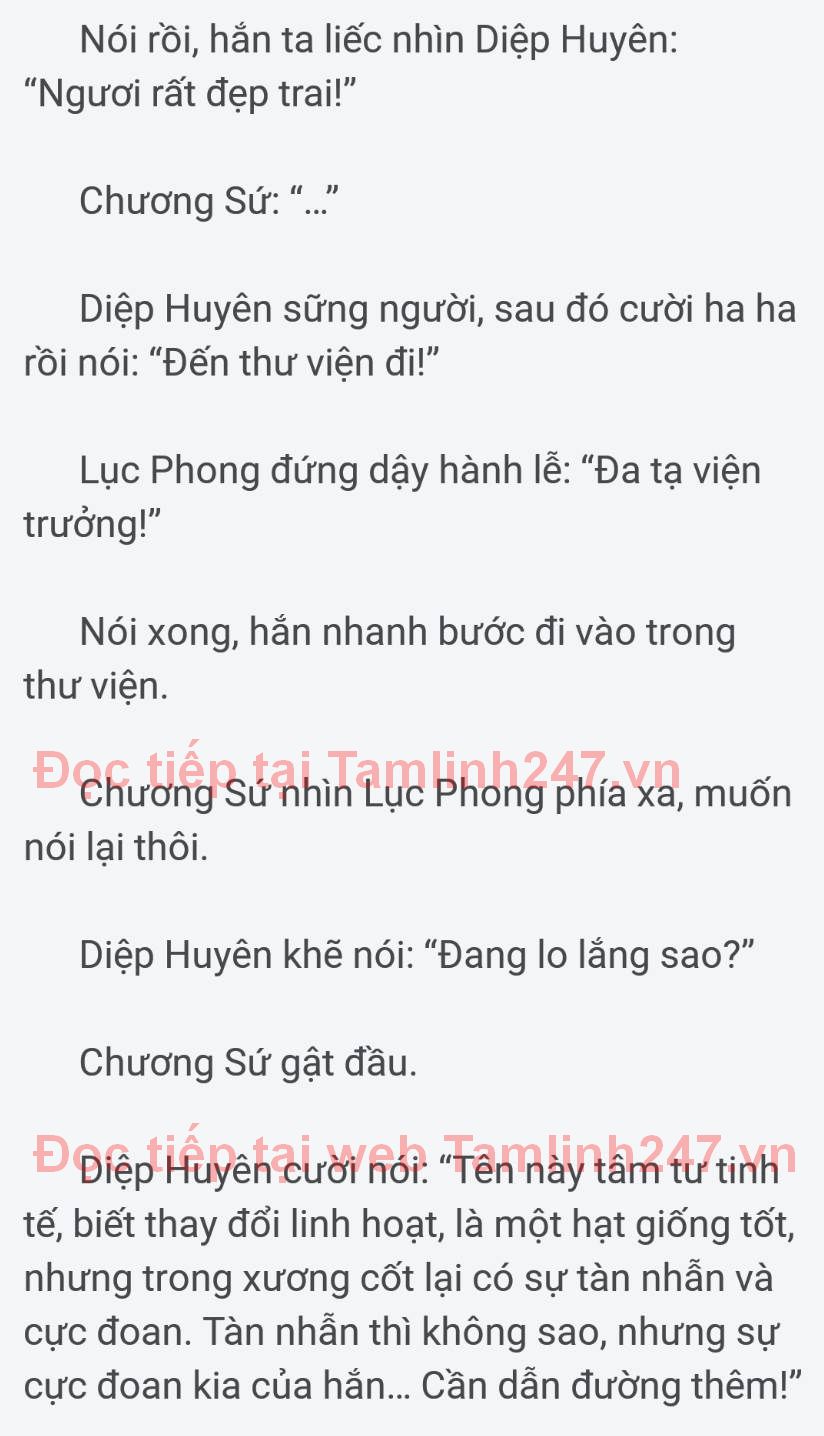 Nói rồi, hắn ta liếc nhìn Diệp Huyên:
“Ngươi rất đẹp trai!”
Chương Sứ: “...”
Diệp Huyên sững người, sau đó cười ha ha
rồi nói: “Đến thư viện đi!”
Lục Phong đứng dậy hành lễ: “Đa tạ viện
trưởng!”
Nói xong, hắn nhanh bước đi vào trong
thư viện.
Đọc tiếp tại Tamlinh247.vn
Chương Sứ nhìn Lục Phong phía xa, muốn
nói lại thôi.
Diệp Huyên khẽ nói: “Đang lo lắng sao?”
Chương Sứ gật đầu.
Đọc tiếp tại web Tamlinh247.vn
Diệp Huyên cười nói: “Tên này tâm tư tinh
tế, biết thay đổi linh hoạt, là một hạt giống tốt,
nhưng trong xương cốt lại có sự tàn nhẫn và
cực đoan. Tàn nhẫn thì không sao, nhưng sự
cực đoan kia của hắn... Cần dẫn đường thêm!”